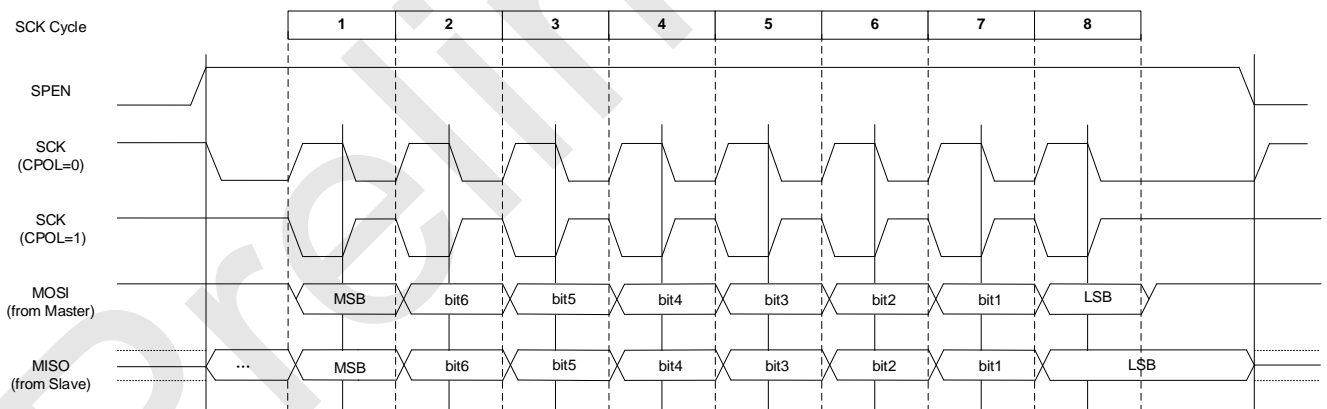 SCK Cycle 1 2 3 4 5 6 7 8
SPEN
SCK
(CPOL=0)
SCK
(CPOL=1)
MOSI
(from Master)
MSB bit6 bit5 bit4 bit3 bit2 bit1 LSB
MISO
(from Slave)
... MSB bit6 bit5 bit4 bit3 bit2 bit1 LSB
Prelin